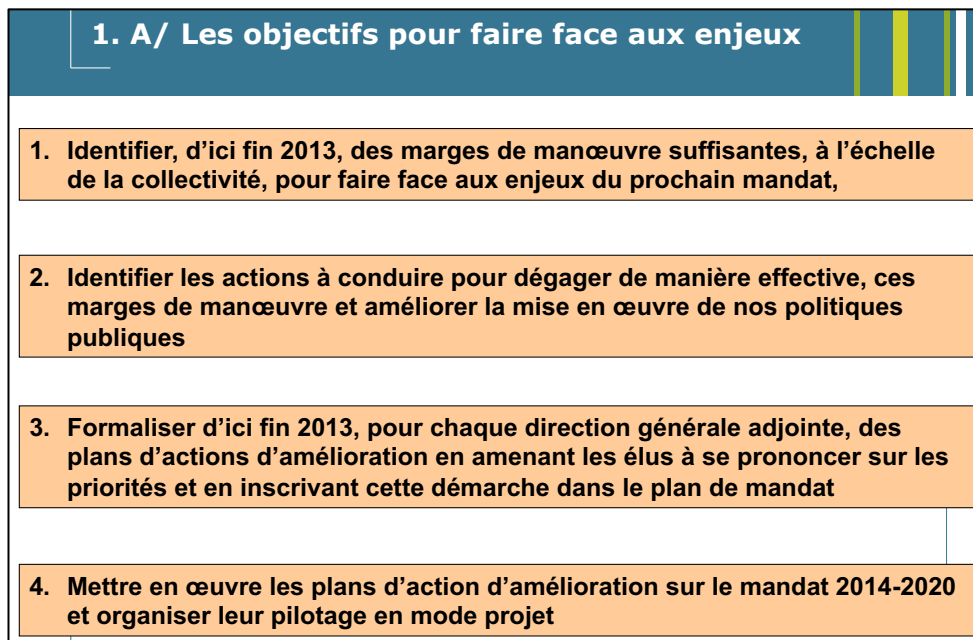 1. A/ Les objectifs pour faire face aux enjeux
1. Identifier, d’ici fin 2013, des marges de manœuvre suffisantes, à l’échelle
de la collectivité, pour faire face aux enjeux du prochain mandat,
2. Identifier les actions à conduire pour dégager de manière effective, ces
marges de manœuvre et améliorer la mise en œuvre de nos politiques
publiques
3. Formaliser d’ici fin 2013, pour chaque direction générale adjointe, des
plans d’actions d’amélioration en amenant les élus à se prononcer sur les
priorités et en inscrivant cette démarche dans le plan de mandat
4. Mettre en œuvre les plans d’action d’amélioration sur le mandat 2014-2020
et organiser leur pilotage en mode projet